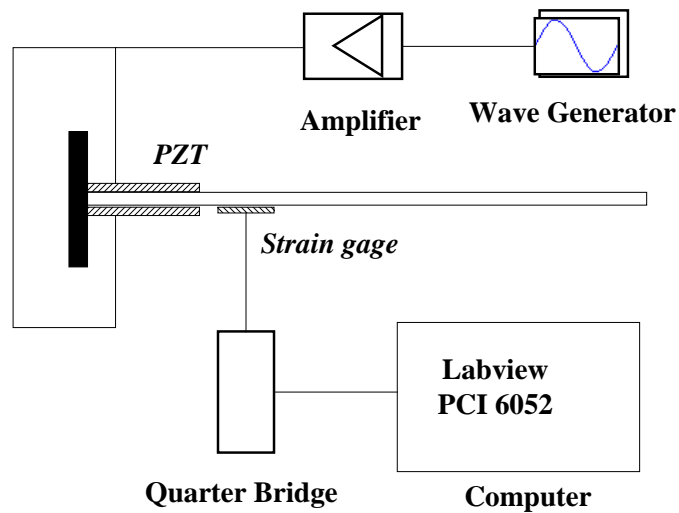 Amplifier
Wave Generator
PZT
Strain gage
Labview
PCI 6052
Quarter Bridge
Computer